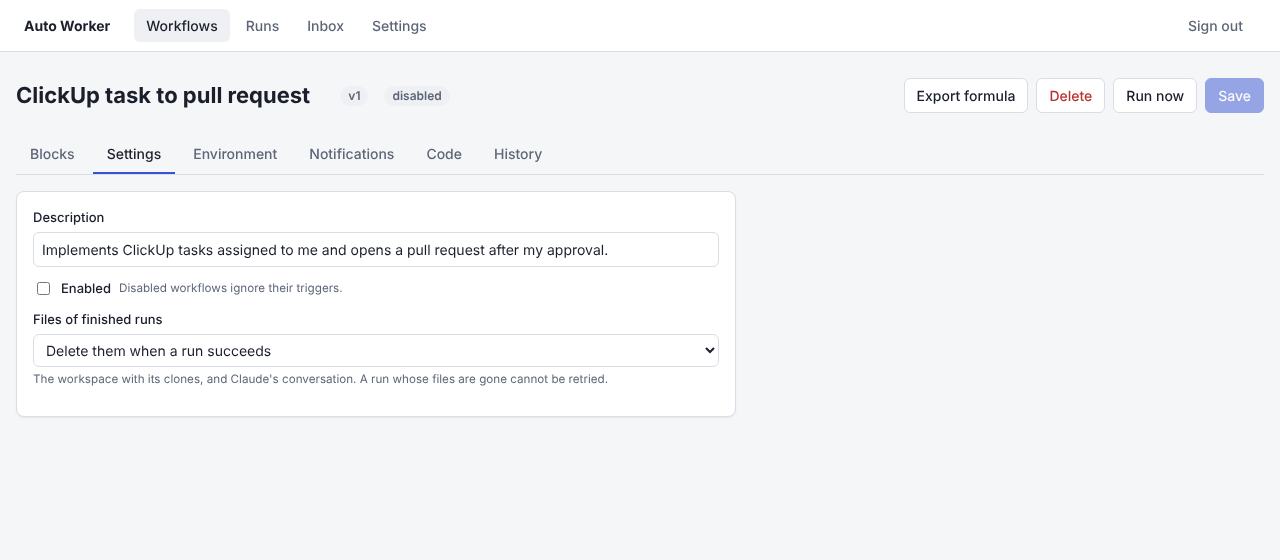 Auto Worker Workflows Runs Inbox Settings Sign out
ClickUp task to pull request v1 disabled Export formula Delete Run now Save
Blocks Settings Environment Notifications Code History
Description
Implements ClickUp tasks assigned to me and opens a pull request after my approval.
Enabled Disabled workflows ignore their triggers.
Files of finished runs
Delete them when a run succeeds
The workspace with its clones, and Claude's conversation. A run whose files are gone cannot be retried.